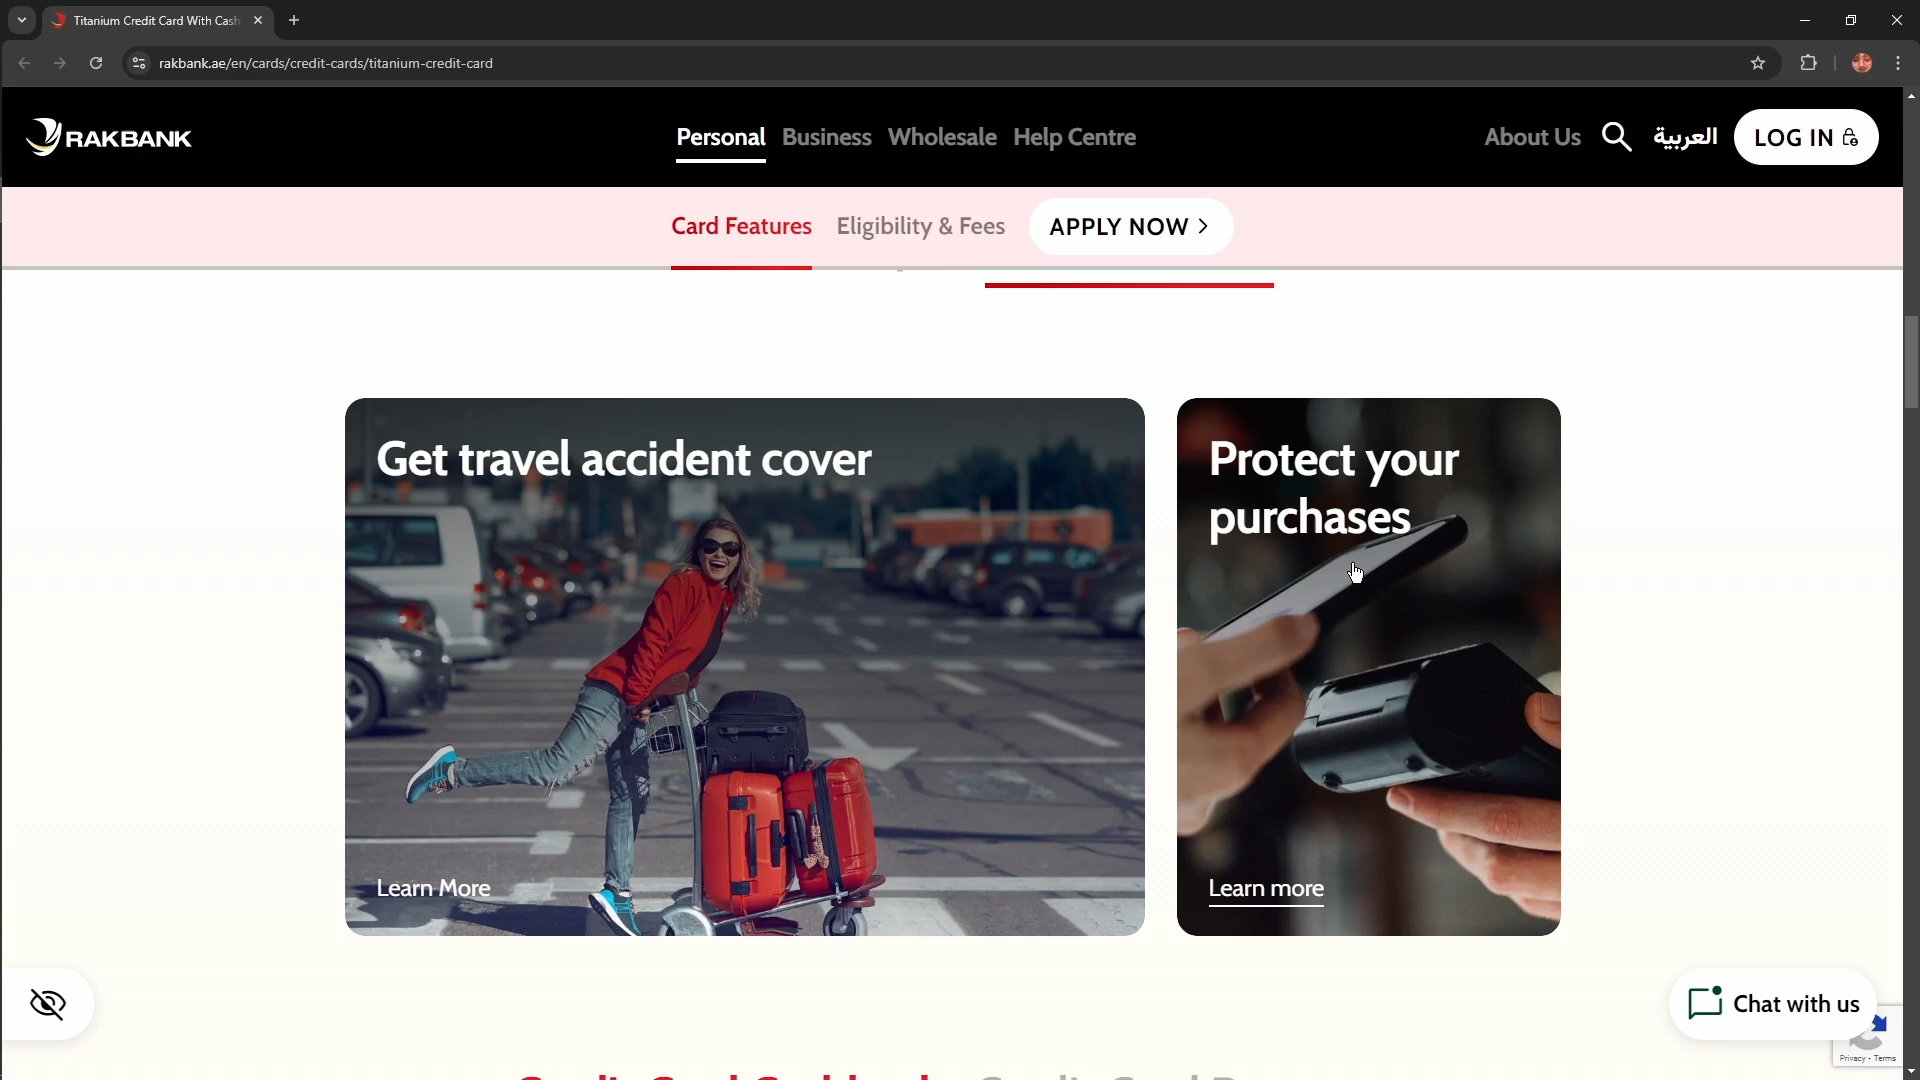 Titanium Credit Card With Cash
rakbank.ae/en/cards/credit-cards/titanium-credit-card
RAKBANK
Personal Business Wholesale Help Centre
About Us
العربية
LOG IN
Card Features
Eligibility & Fees
APPLY NOW >
Get travel accident cover
Protect your
purchases
Learn More
Learn more
Chat with us
Privacy - Terms